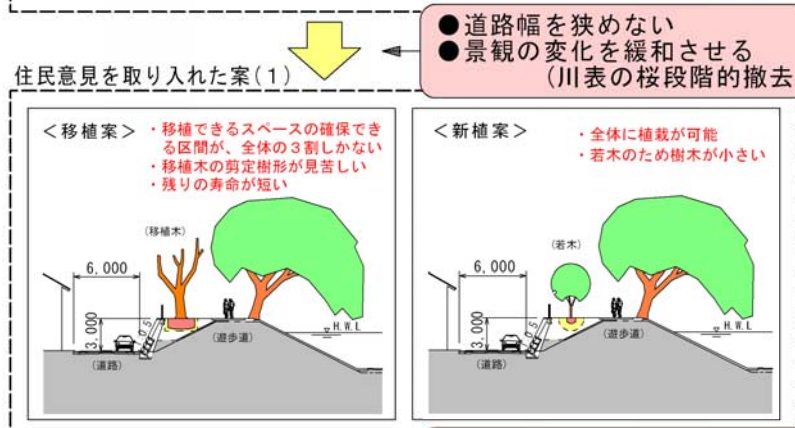 ●道路幅を狭めない
●景観の変化を緩和させる
(川表の桜段階的撤去
住民意見を取り入れた案(1)
＜移植案＞
・移植できるスペースの確保でき
る区間が、全体の3割しかない
・移植木の剪定樹形が見苦しい
・残りの寿命が短い
(移植木)
6,000
3,000
0.5
H.W.L
(道路)
(遊歩道)
＜新植案＞
・全体に植栽が可能
・若木のため樹木が小さい
(若木)
6,000
3,000
0.5
H.W.L
(道路)
(遊歩道)